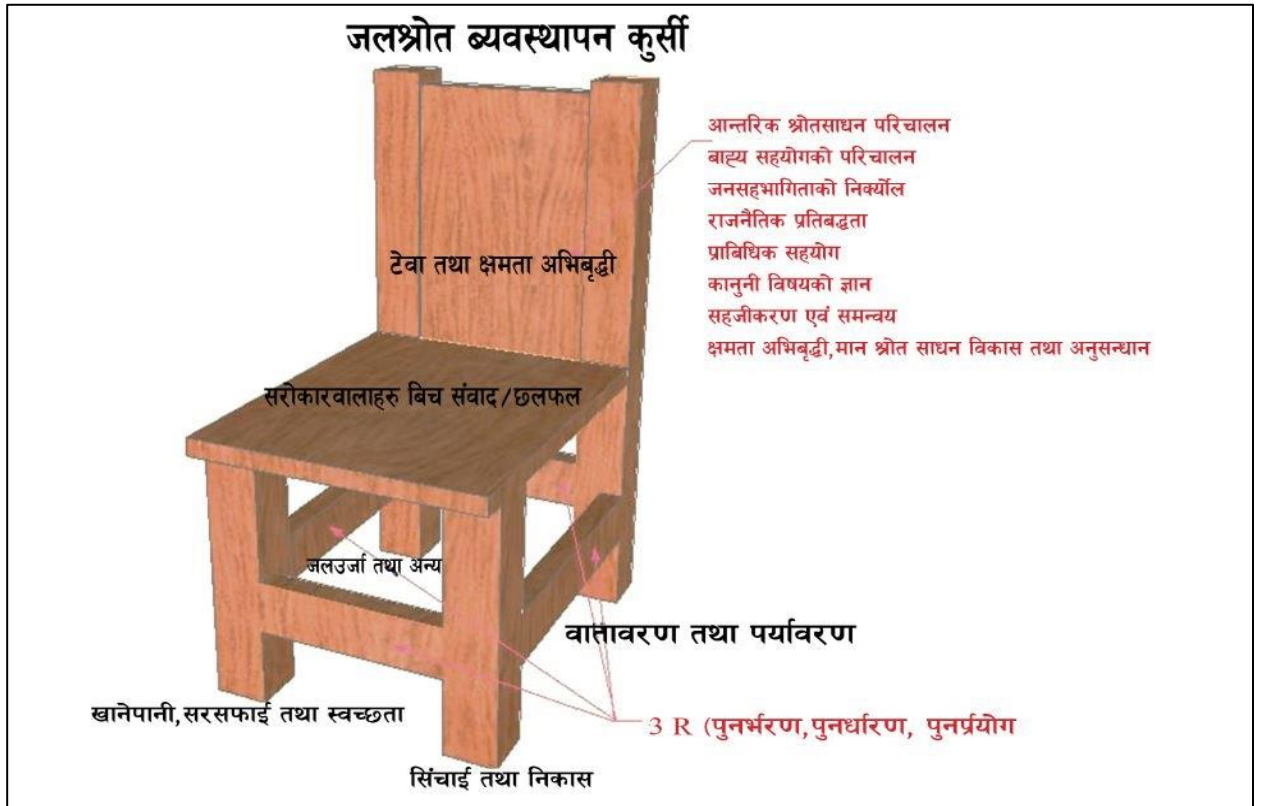 जलश्रोत ब्यवस्थापन कुर्सी
आन्तरिक श्रोतसाधन परिचालन
बाह्य सहयोगको परिचालन
जनसहभागिताको निर्क्योल
राजनैतिक प्रतिबद्धता
प्राबिधिक सहयोग
कानुनी विषयको ज्ञान
सहजीकरण एवं समन्वय
क्षमता अभिबृद्धी,मान श्रोत साधन विकास तथा अनुसन्धान
टेवा तथा क्षमता अभिबृद्धी
सरोकारवालाहरु बिच संवाद/छलफल
जलउर्जा तथा अन्य
वातावरण तथा पर्यावरण
खानेपानी,सरसफाई तथा स्वच्छता
3 R (पुनर्भरण,पुनर्धारण, पुनर्प्रयोग
सिंचाई तथा निकास